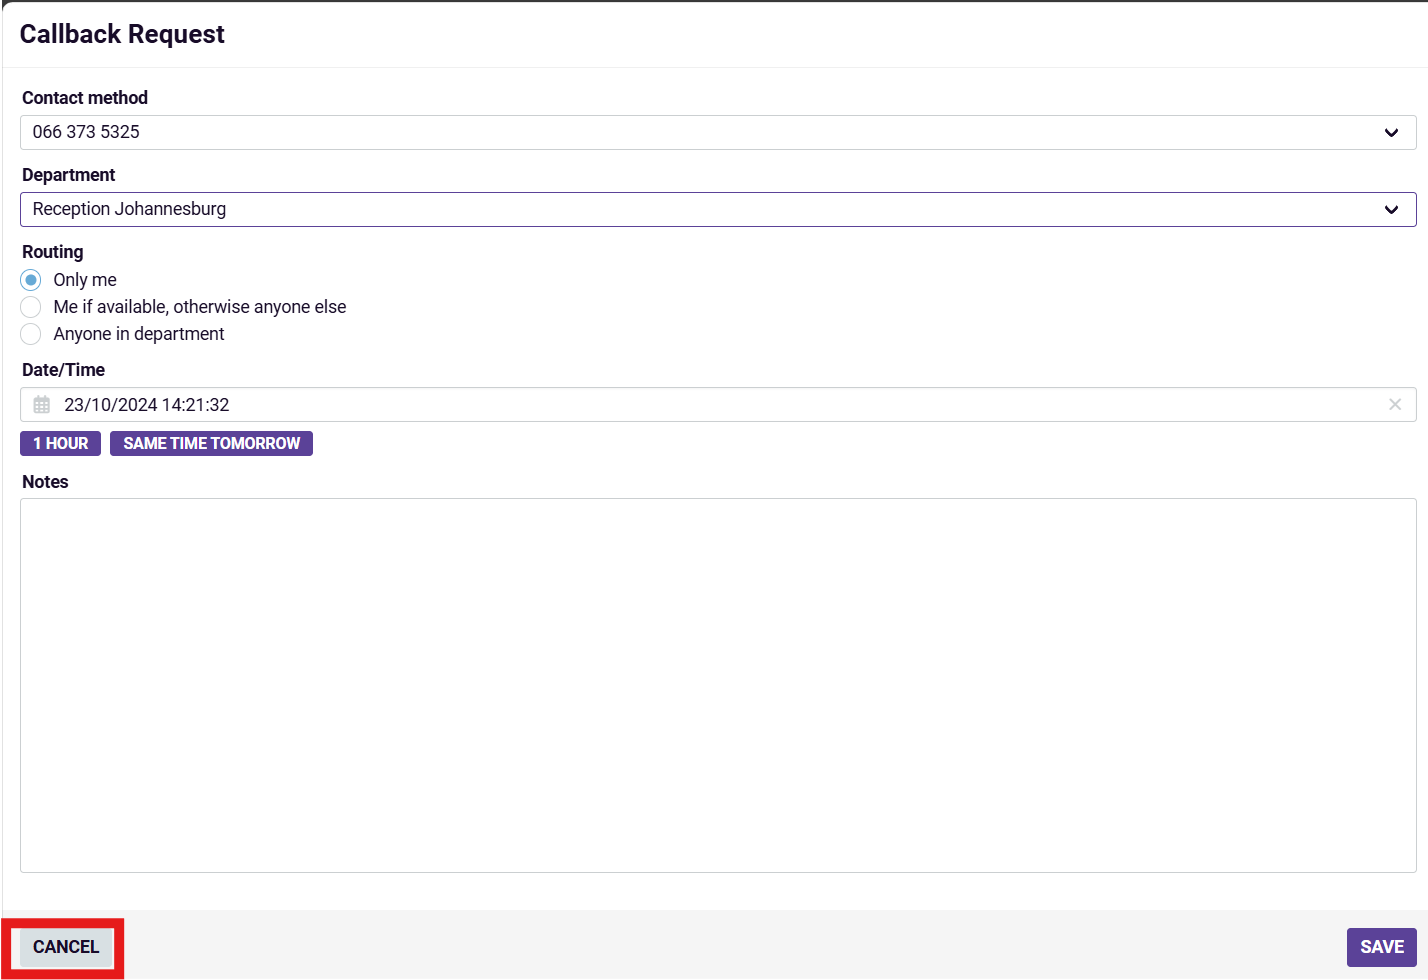 Callback Request
Contact method
066 373 5325
Department
Reception Johannesburg
Routing
Only me
Me if available, otherwise anyone else
Anyone in department
Date/Time
23/10/2024 14:21:32
1 HOUR SAME TIME TOMORROW
Notes
CANCEL SAVE